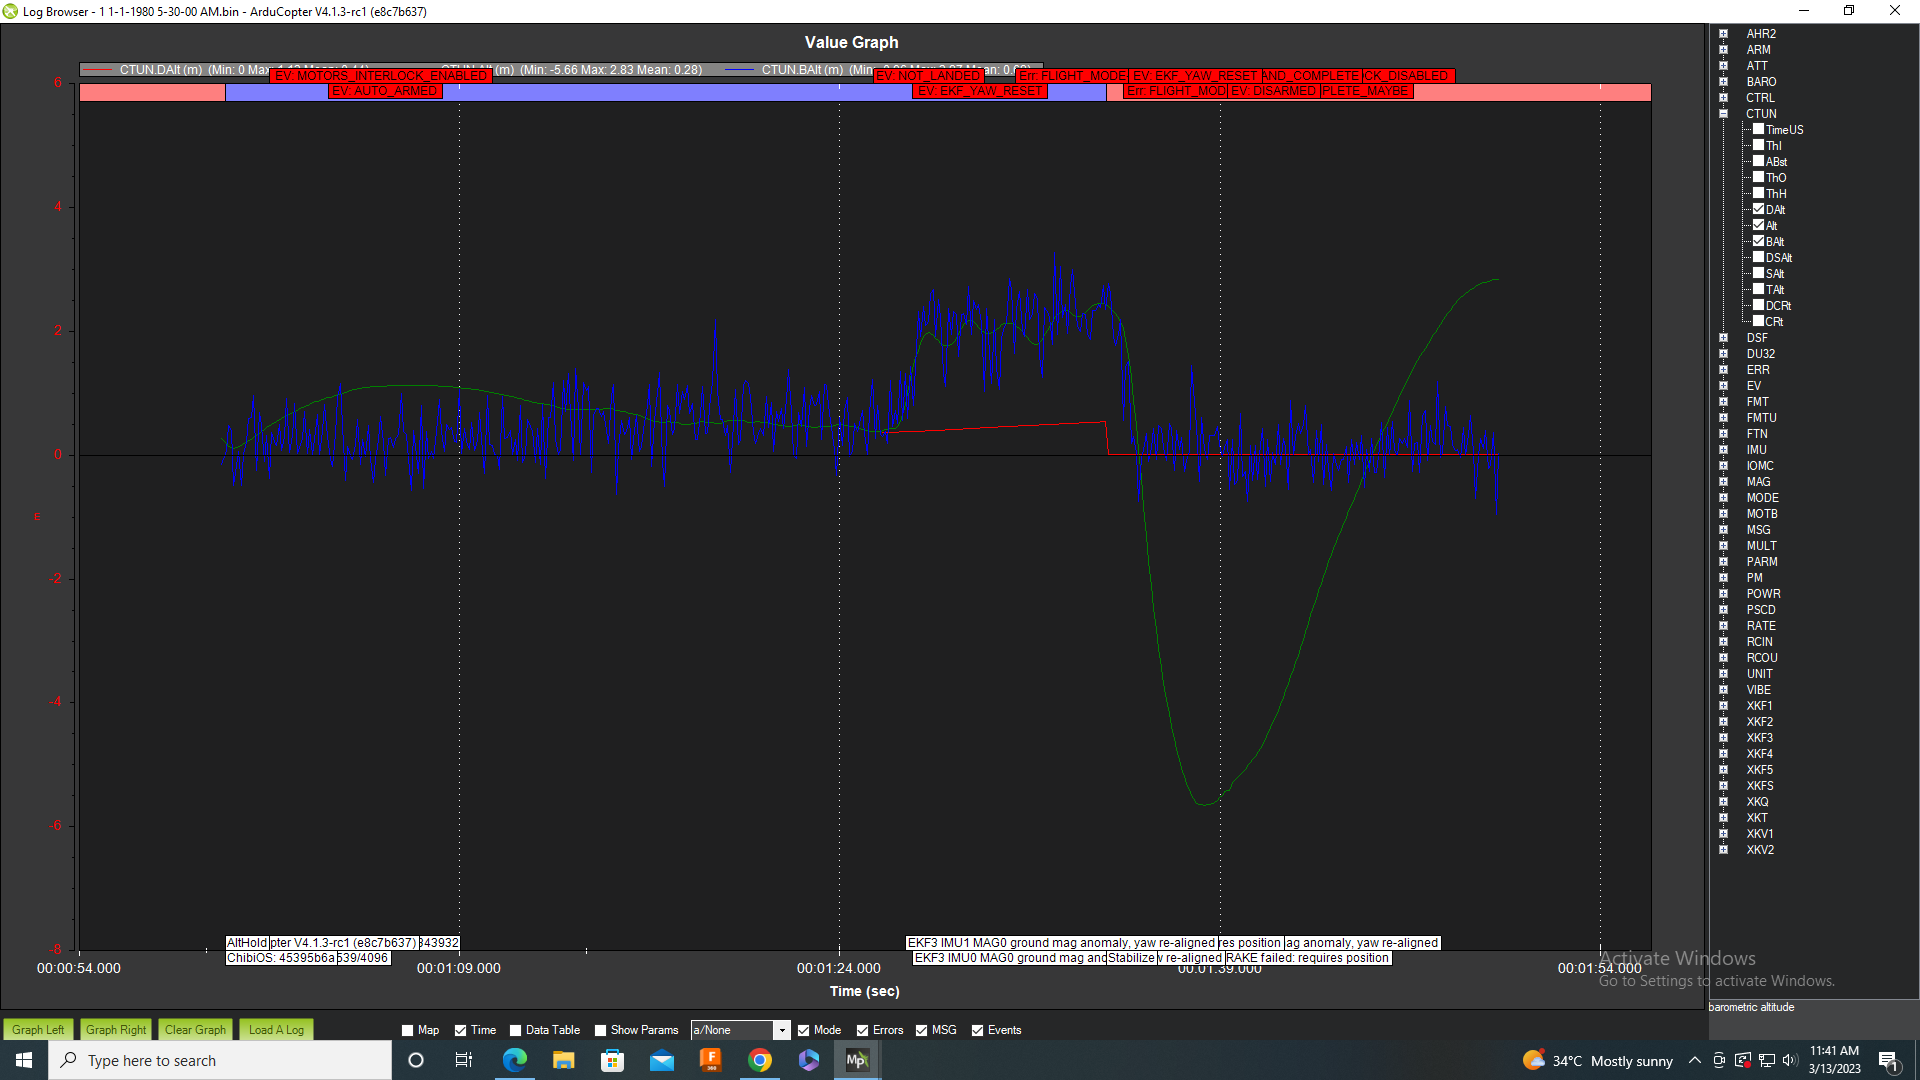 Log Browser - 1 1-1-1980 5-30-00 AM.bin - ArduCopter V4.1.3-rc1 (e8c7b637)
Value Graph
CTUN.DAlt (m) (Min: 0 Max:
(m) (Min: -5.66 Max: 2.83 Mean: 0.28)
CTUN.BAlt (m) (Min:
EV: MOTORS_INTERLOCK_ENABLED
EV: NOT_LANDED
Err: FLIGHT_MODE-
EV: EKF_YAW_RESET
AND_COMPLETE
CK_DISABLED
EV: AUTO_ARMED
EV: EKF_YAW_RESET
Err: FLIGHT_MOD
EV: DISARMED
PLETE_MAYBE
6
4
2
0
-2
-4
-6
-8
m
AltHold
pter V4.1.3-rc1 (e8c7b637)
343932
ChibiOS: 45395b6a
539/4096
EKF3 IMU1 MAG0 ground mag anomaly, yaw re-aligned
res position
ag anomaly, yaw re-aligned
EKF3 IMU0 MAG0 ground mag anc
Stabilize
re-aligned
RAKE failed: requires position
00:00:54.000
00:01:09.000
00:01:24.000
00:01:39.000
00:01:54.000
Time (sec)
AHR2
ARM
ATT
BARO
CTRL
CTUN
TimeUS
ThI
ABst
ThO
ThH
DAlt
Alt
BAlt
DSAlt
SAlt
TAlt
DCRt
CRt
DSF
DU32
ERR
EV
FMT
FMTU
FTN
IMU
IOMC
MAG
MODE
MOTB
MSG
MULT
PARM
PM
POWR
PSCD
RATE
RCIN
RCOU
UNIT
VIBE
XKF1
XKF2
XKF3
XKF4
XKF5
XKFS
XKQ
XKT
XKV1
XKV2
Activate Windows
Go to Settings to activate Windows.
barometric altitude
Graph Left
Graph Right
Clear Graph
Load A Log
Map
Time
Data Table
Show Params
a/None
Mode
Errors
MSG
Events
Type here to search
F
360
MP
34°C Mostly sunny
11:41 AM
3/13/2023
1